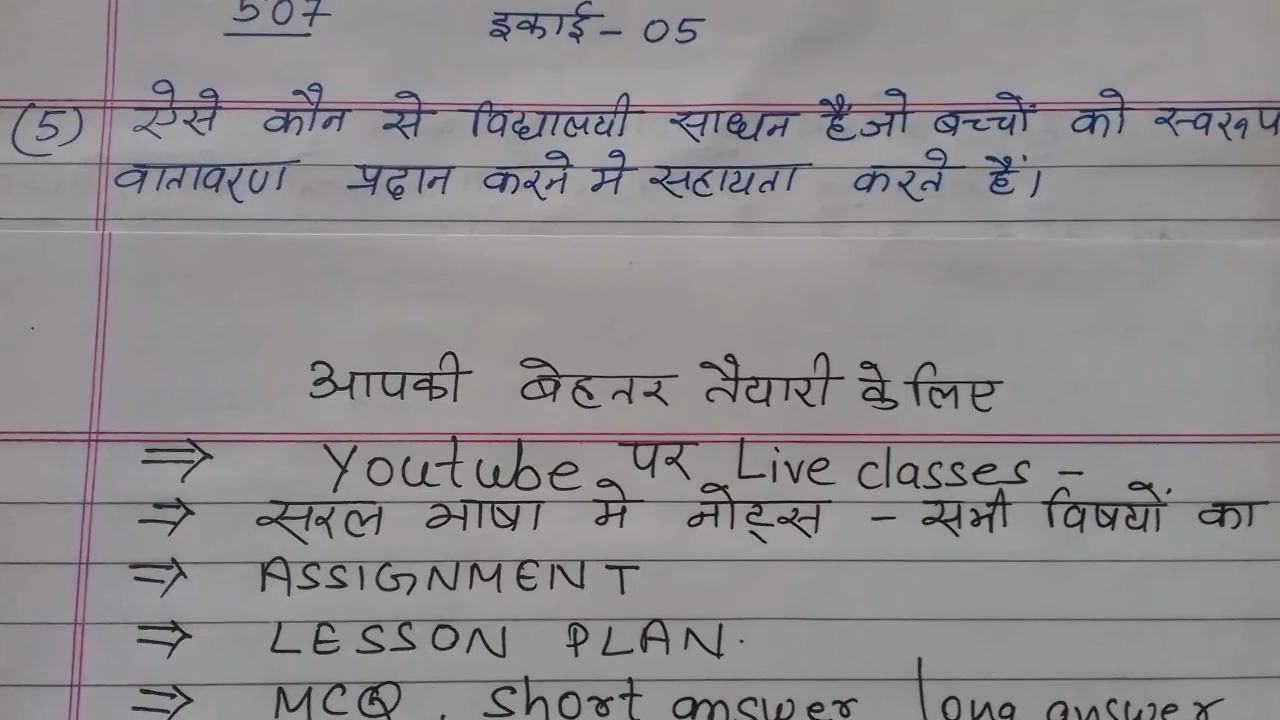 507 इकाई - 05
(5) ऐसे कौन से विद्यालयी साधन हैं जो बच्चों को स्वरूप
वातावरण प्रदान करने मे सहायता करते हैं।
आपकी बेहतर तैयारी के लिए
⇒ Youtube पर Live classes -
⇒ सरल भाषा मे नोट्स - सभी विषयों का
⇒ ASSIGNMENT
⇒ LESSON PLAN.
⇒ MCQ, Short answer long answer